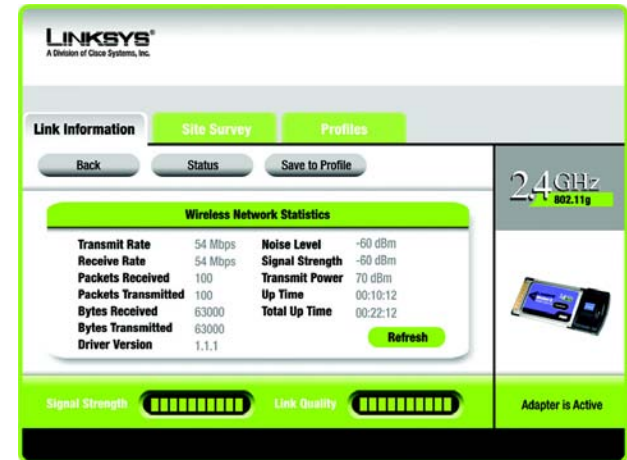 LINKSYS®
A Division of Cisco Systems, Inc.
Link Information Site Survey Profiles
Back Status Save to Profile
2.4GHz
802.11g
Wireless Network Statistics
Transmit Rate 54 Mbps Noise Level -60 dBm
Receive Rate 54 Mbps Signal Strength -60 dBm
Packets Received 100 Transmit Power 70 dBm
Packets Transmitted 100 Up Time 00:10:12
Bytes Received 63000 Total Up Time 00:22:12
Bytes Transmitted 63000
Driver Version 1.1.1
Refresh
Signal Strength Link Quality Adapter is Active